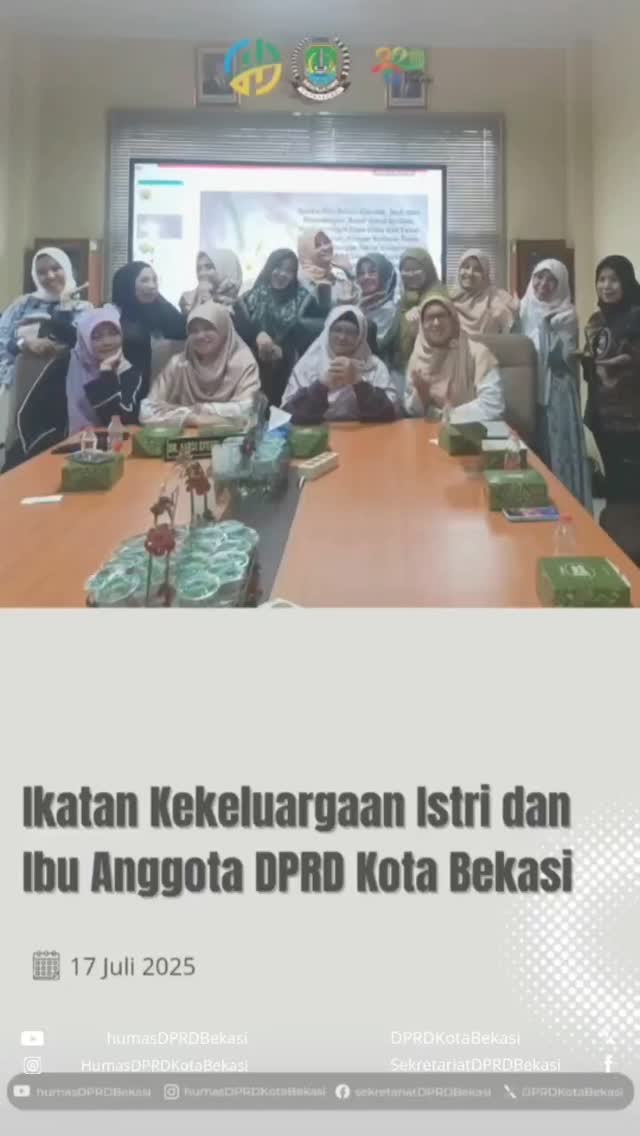 Ikatan Kekeluargaan Istri dan
Ibu Anggota DPRD Kota Bekasi
17 Juli 2025
humasDPRDBekasi
DPRDKotaBekasi
HumasDPRDKotaBekasi
SekretariatDPRDBekasi
humasDPRDBekasi
humasDPRDKotaBekasi
sekretariatDPRDBekasi
DPRDKotaBekasi